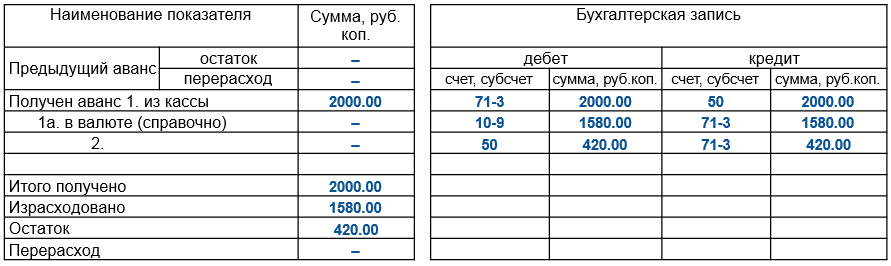 Наименование показателя Сумма, руб. коп.
Предыдущий аванс остаток –
перерасход –
Получен аванс 1. из кассы 2000.00
1а. в валюте (справочно) –
2. –
Итого получено 2000.00
Израсходовано 1580.00
Остаток 420.00
Перерасход –
Бухгалтерская запись
дебет кредит
счет, субсчет сумма, руб.коп. счет, субсчет сумма, руб.коп.
71-3 2000.00 50 2000.00
10-9 1580.00 71-3 1580.00
50 420.00 71-3 420.00